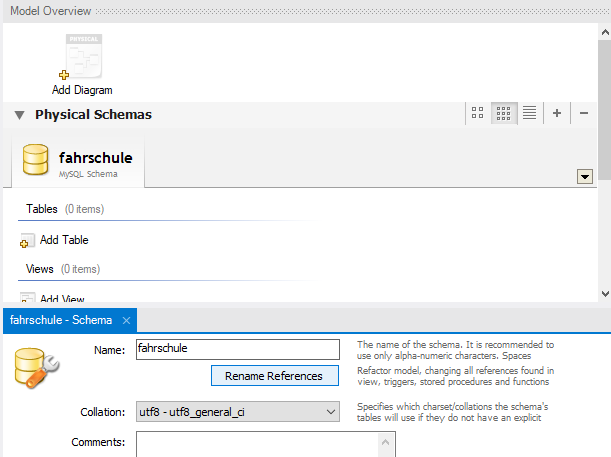 Model Overview
PHYSICAL
Add Diagram
Physical Schemas
fahrschule
MySQL Schema
Tables (0 items)
Add Table
Views (0 items)
Add View
fahrschule - Schema
Name: fahrschule
The name of the schema. It is recommended to
use only alpha-numeric characters. Spaces
Rename References
Refactor model, changing all references found in
view, triggers, stored procedures and functions
Collation: utf8 - utf8_general_ci
Specifies which charset/collations the schema's
tables will use if they do not have an explicit
Comments: